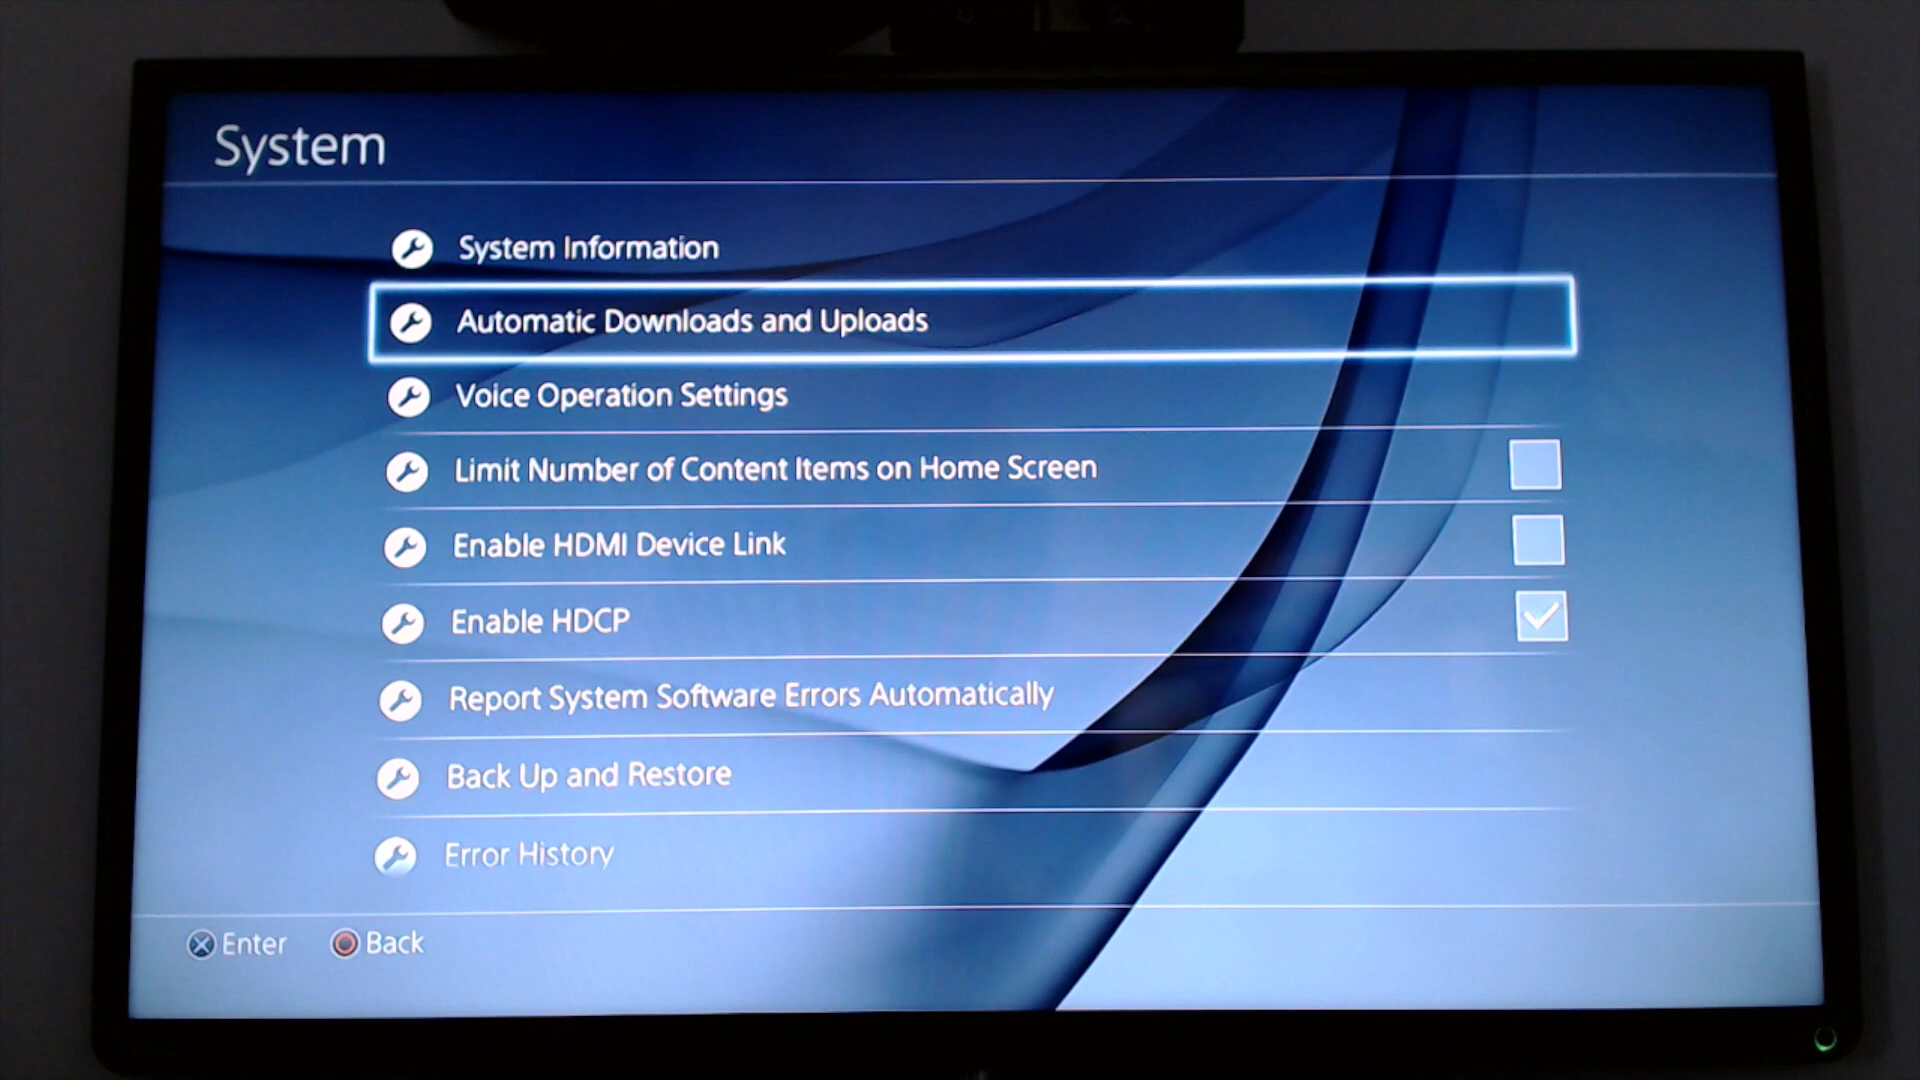 System
System Information
Automatic Downloads and Uploads
Voice Operation Settings
Limit Number of Content Items on Home Screen
Enable HDMI Device Link
Enable HDCP
Report System Software Errors Automatically
Back Up and Restore
Error History
Enter Back